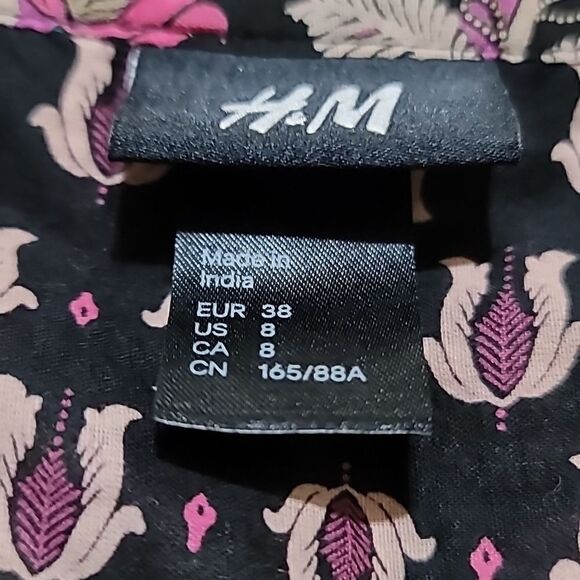 H&M
Made in
India
EUR 38
US 8
CA 8
CN 165/88A